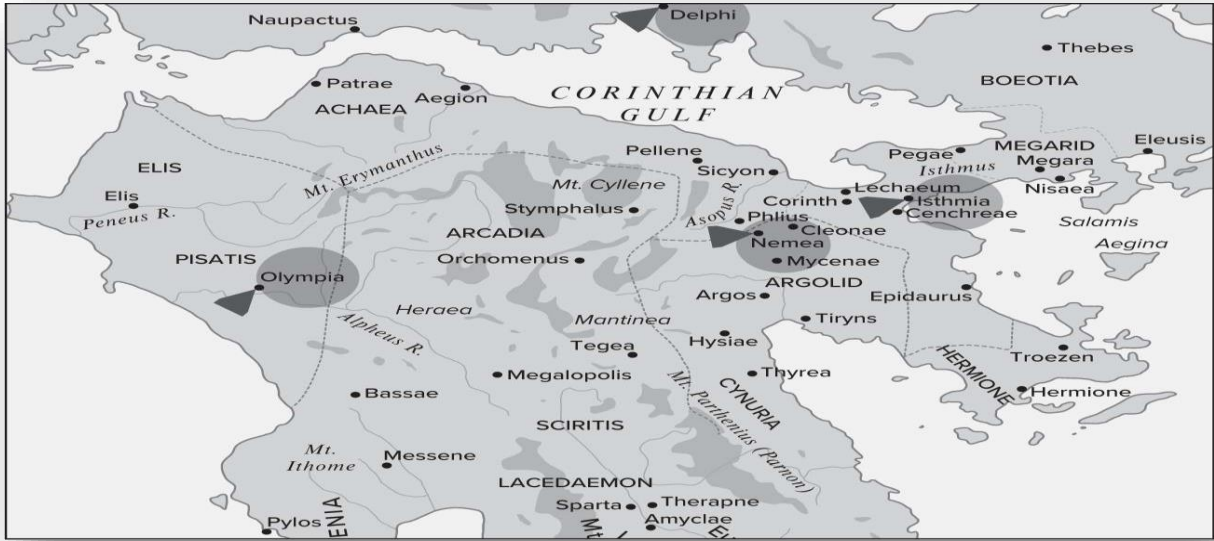 Naupactus
Delphi
Thebes
BOEOTIA
Patrae
ACHAEA
Aegion
CORINTHIAN
GULF
ELIS
Mt. Erymanthus
Pellene
Sicyon
Pegae
MEGARID
Isthmus
Megara
Nisaea
Eleusis
Elis
Peneus R.
Mt. Cyllene
Stymphalus
Asopus R.
Lechaeum
Corinth
Isthmia
Cenchreae
Phlius
Cleonae
Nemea
Salamis
Aegina
ARCADIA
PISATIS
Olympia
Orchomenus
Mycenae
ARGOLID
Argos
Epidaurus
Heraea
Alpheus R.
Mantinea
Tiryns
Hysiae
Tegea
HERMIONE
Troezen
Megalopolis
Mt. Parthenius (Parnon)
CYNURIA
Thyrea
Hermione
Bassae
SCIRITIS
Mt.
Ithome
Messene
LACEDAEMON
Sparta
Therapne
Amyclae
Pylos
ENIA
Mt